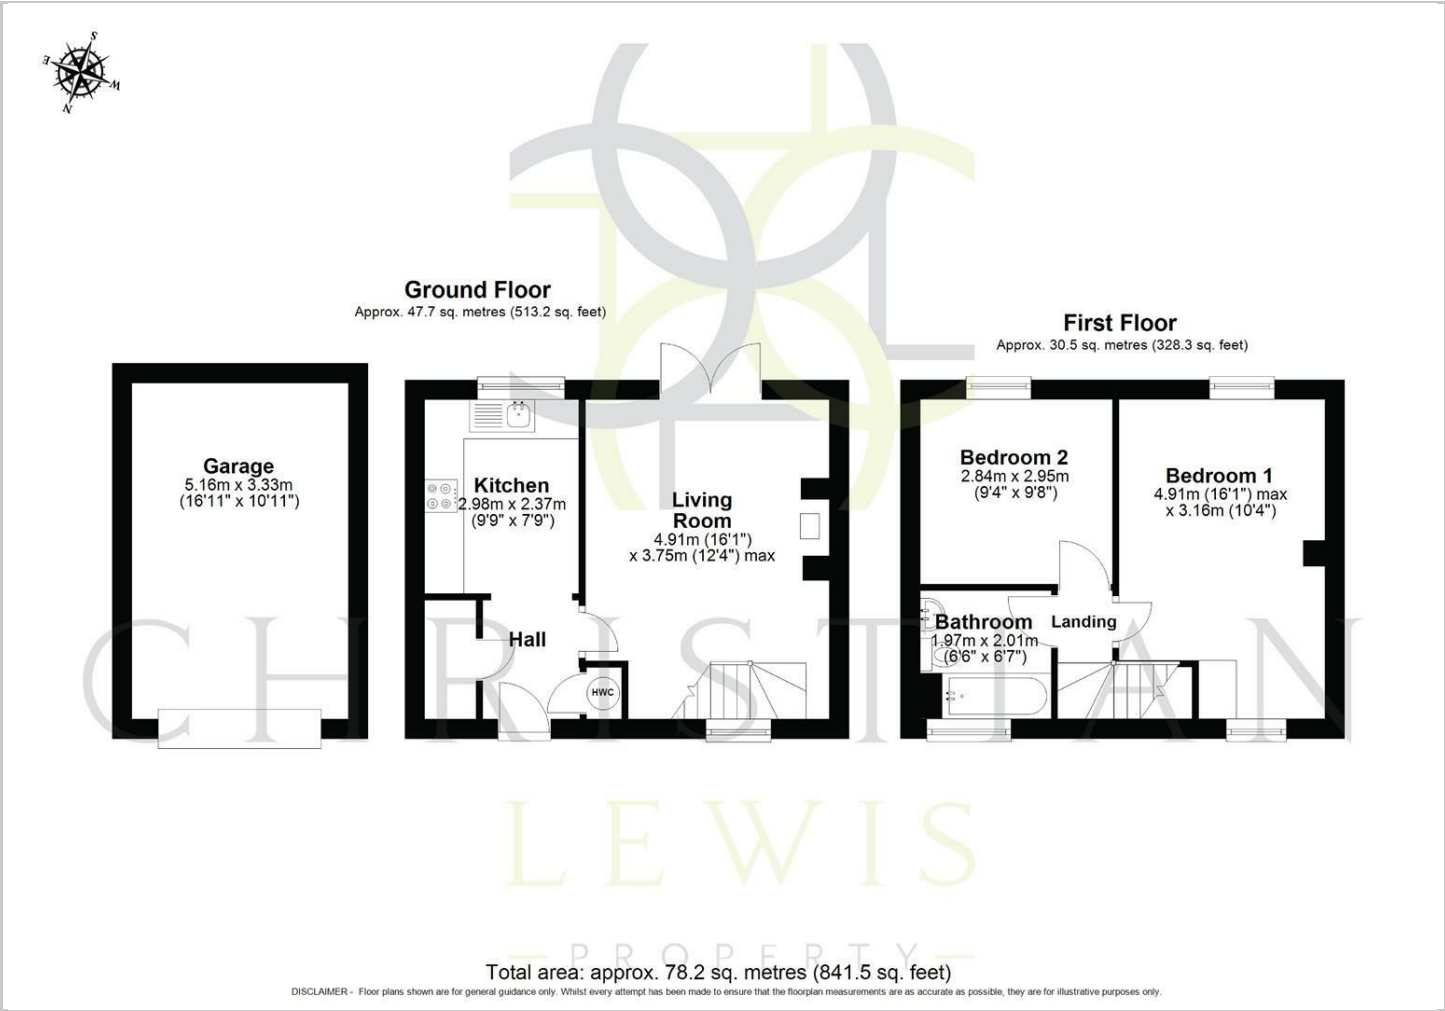 S
E
W
N
Ground Floor
Approx. 47.7 sq. metres (513.2 sq. feet)
First Floor
Approx. 30.5 sq. metres (328.3 sq. feet)
Garage
5.16m x 3.33m
(16'11" x 10'11")
Kitchen
2.98m x 2.37m
(9'9" x 7'9")
Living
Room
4.91m (16'1")
x 3.75m (12'4") max
Hall
HWC
Bedroom 2
2.84m x 2.95m
(9'4" x 9'8")
Bedroom 1
4.91m (16'1") max
x 3.16m (10'4")
Bathroom
1.97m x 2.01m
(6'6" x 6'7")
Landing
CHRISTIAN
LEWIS
PROPERTY
Total area: approx. 78.2 sq. metres (841.5 sq. feet)
DISCLAIMER - Floor plans shown are for general guidance only. Whilst every attempt has been made to ensure that the floorplan measurements are as accurate as possible, they are for illustrative purposes only.